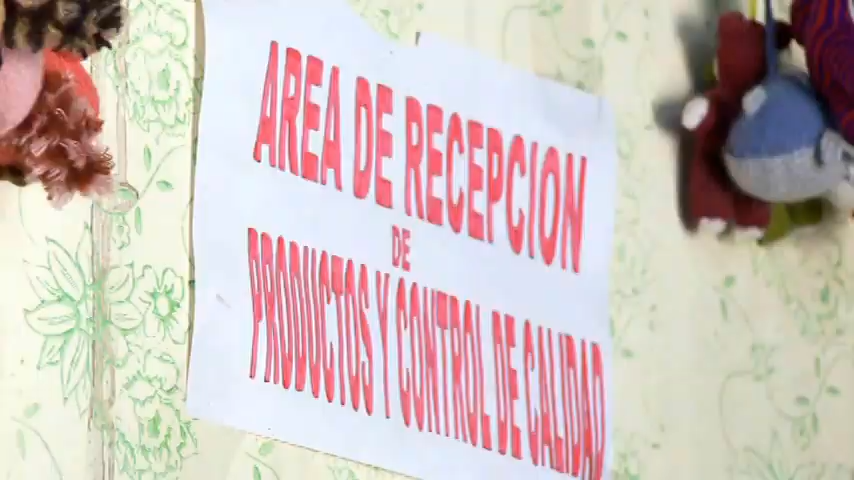 AREA DE RECEPCION
DE
PRODUCTOS Y CONTROL DE CALIDAD